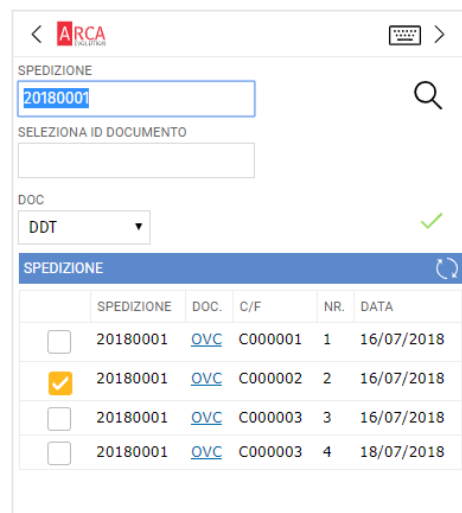 ARCA
EVOLUTION
SPEDIZIONE
20180001
SELEZIONA ID DOCUMENTO
DOC
DDT
SPEDIZIONE
SPEDIZIONE DOC. C/F NR. DATA
20180001 OVC C000001 1 16/07/2018
20180001 OVC C000002 2 16/07/2018
20180001 OVC C000003 3 16/07/2018
20180001 OVC C000003 4 18/07/2018